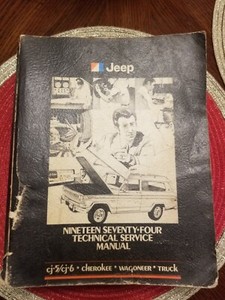 Jeep
NINETEEN SEVENTY-FOUR
TECHNICAL SERVICE
MANUAL
cj-5/cj-6 • cherokee • wagoneer • truck